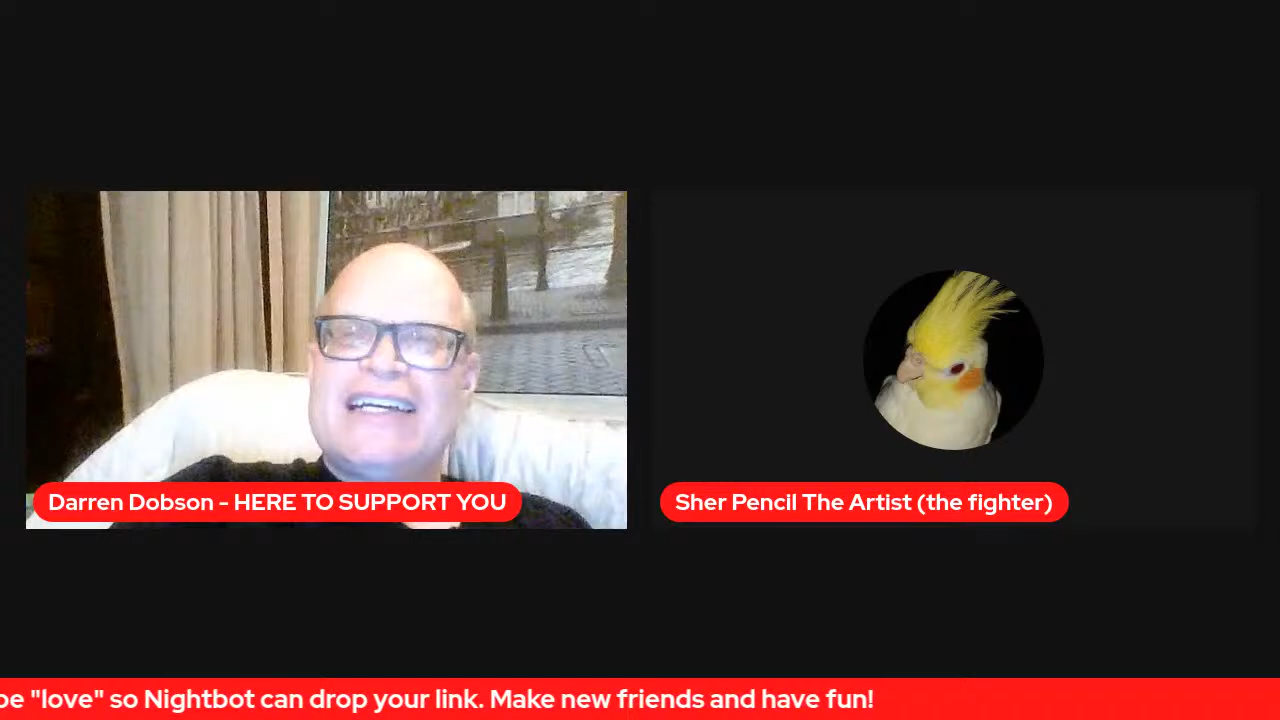 Darren Dobson - HERE TO SUPPORT YOU
Sher Pencil The Artist (the fighter)
"love" so Nightbot can drop your link. Make new friends and have fun!